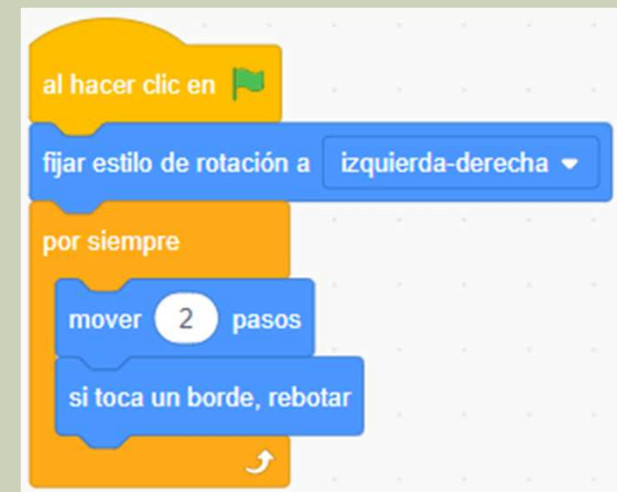 al hacer clic en
fijar estilo de rotación a izquierda-derecha
por siempre
mover 2 pasos
si toca un borde, rebotar